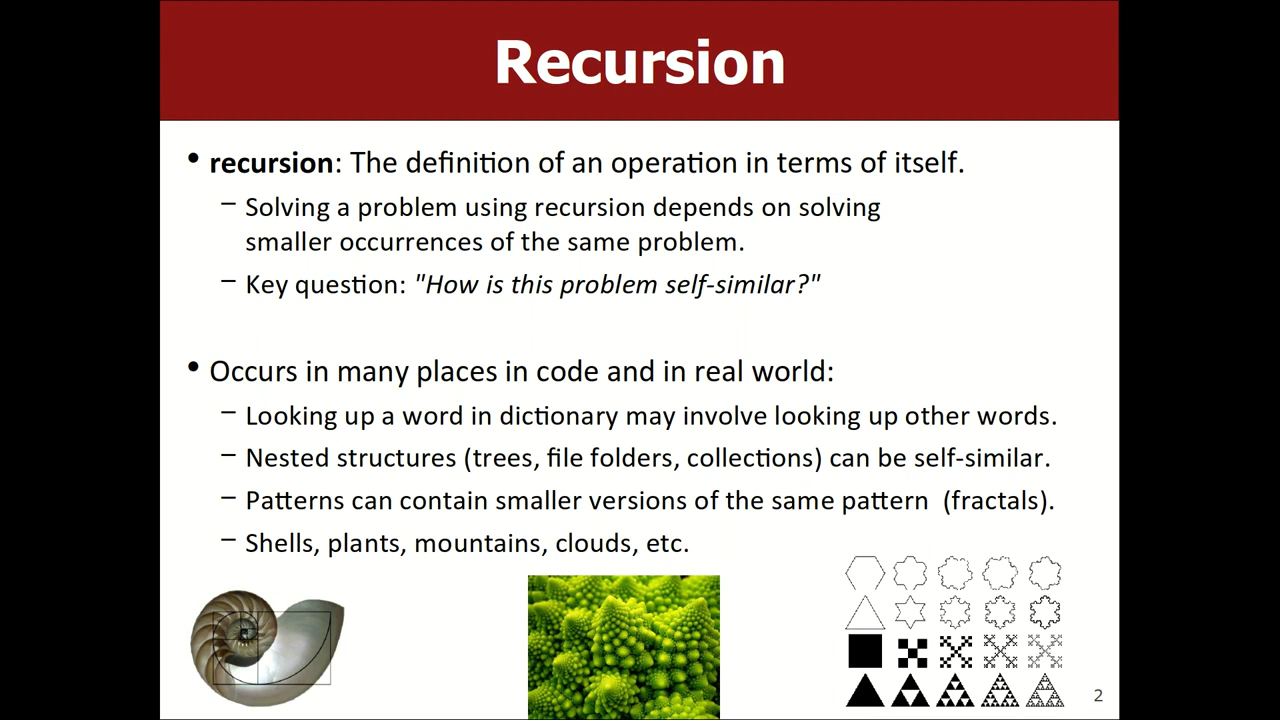 Recursion
• recursion: The definition of an operation in terms of itself.
– Solving a problem using recursion depends on solving
smaller occurrences of the same problem.
– Key question: "How is this problem self-similar?"
• Occurs in many places in code and in real world:
– Looking up a word in dictionary may involve looking up other words.
– Nested structures (trees, file folders, collections) can be self-similar.
– Patterns can contain smaller versions of the same pattern  (fractals).
– Shells, plants, mountains, clouds, etc.
2